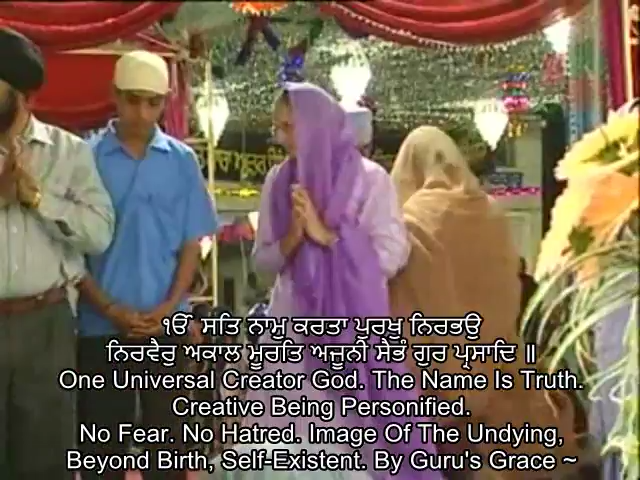 ੴ ਸਤਿ ਨਾਮੁ ਕਰਤਾ ਪੁਰਖੁ ਨਿਰਭਉ
ਨਿਰਵੈਰੁ ਅਕਾਲ ਮੂਰਤਿ ਅਜੂਨੀ ਸੈਭੰ ਗੁਰ ਪ੍ਰਸਾਦਿ ॥
One Universal Creator God. The Name Is Truth.
Creative Being Personified.
No Fear. No Hatred. Image Of The Undying,
Beyond Birth, Self-Existent. By Guru's Grace ~